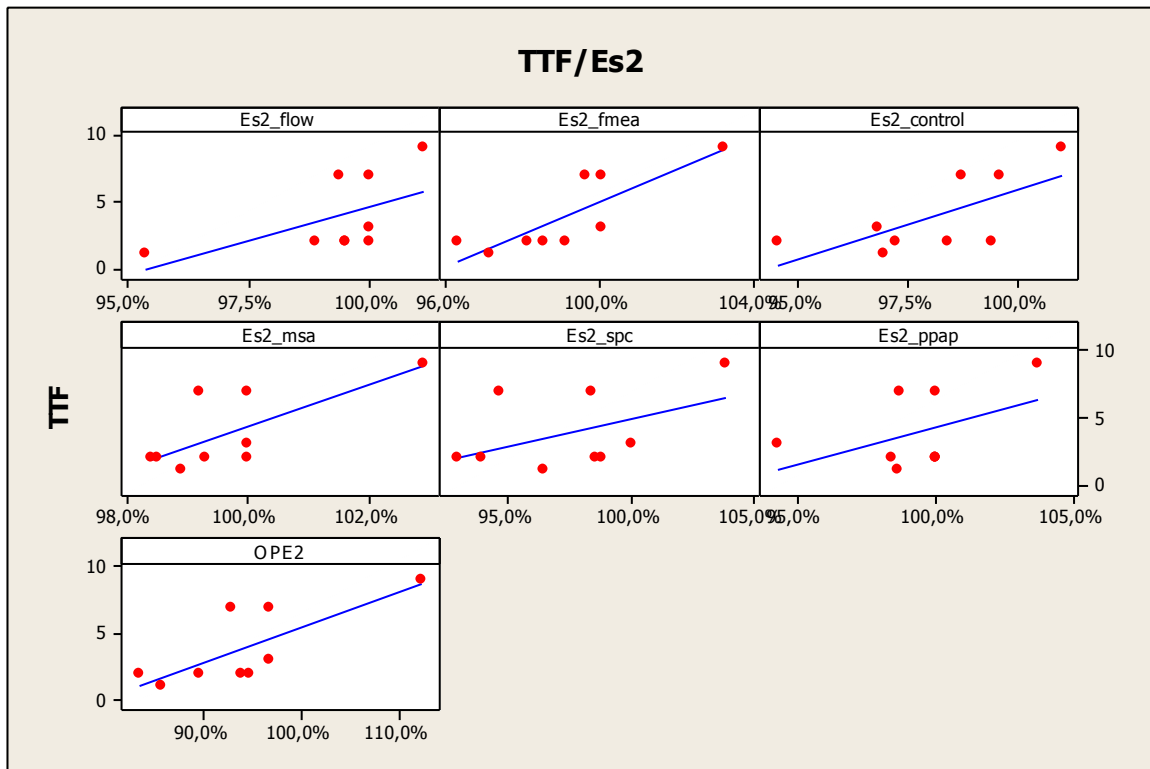 TTF/Es2
Es2_flow Es2_fmea Es2_control
10
5
0
95,0% 97,5% 100,0% 96,0% 100,0% 104,0% 95,0% 97,5% 100,0%
Es2_msa Es2_spc Es2_ppap
TTF
10
5
0
98,0% 100,0% 102,0% 95,0% 100,0% 105,0% 95,0% 100,0% 105,0%
OPE2
10
5
0
90,0% 100,0% 110,0%